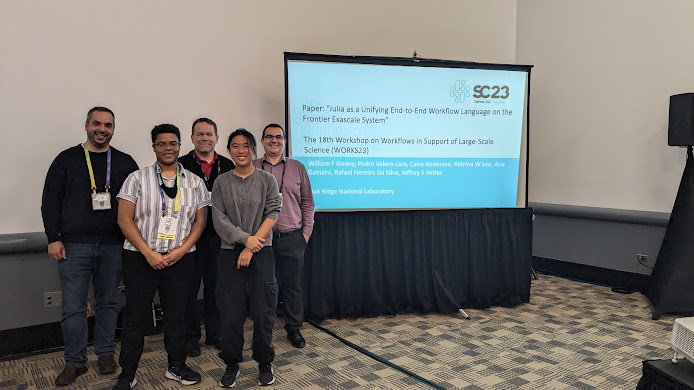 SC23
Paper: "Julia as a Unifying End-to-End Workflow Language on the
Frontier Exascale System"
The 18th Workshop on Workflows in Support of Large-Scale
Science (WORKS23)
William F Godoy, Pedro Valero-Lara, Caira Anderson, Katrina W Lee, Ana
Gainaru, Rafael Ferreira Da Silva, Jeffrey S Vetter
Ridge National Laboratory